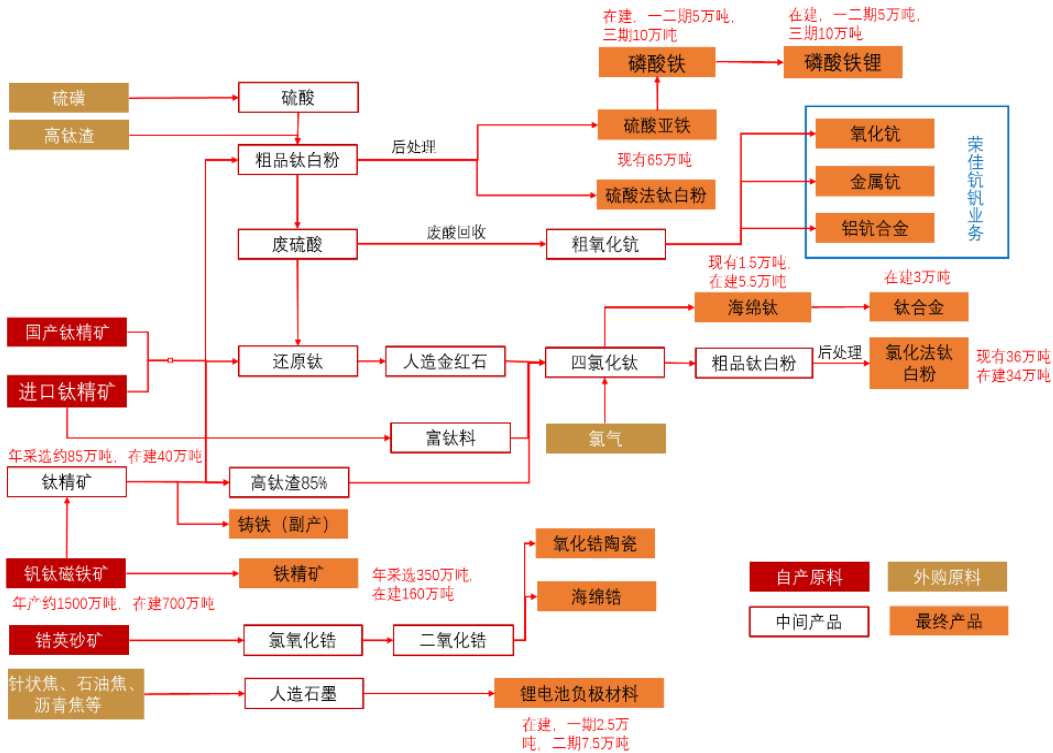 在建，一二期5万吨，
三期10万吨
在建，一二期5万吨，
三期10万吨
磷酸铁
磷酸铁锂
硫磺
硫酸
高钛渣
硫酸亚铁
氧化钪
粗品钛白粉
后处理
现有65万吨
硫酸法钛白粉
金属钪
荣佳钪钒业务
废硫酸
废酸回收
粗氧化钪
铝钪合金
现有1.5万吨，
在建5.5万吨
在建3万吨
海绵钛
钛合金
国产钛精矿
还原钛
人造金红石
四氯化钛
粗品钛白粉
后处理
氯化法钛
白粉
现有36万吨
在建34万吨
进口钛精矿
富钛料
氯气
年采选约85万吨，在建40万吨
钛精矿
高钛渣85%
铸铁（副产）
氧化锆陶瓷
钒钛磁铁矿
铁精矿
年采选350万吨，
在建160万吨
海绵锆
年产约1500万吨，在建700万吨
锆英砂矿
氯氧化锆
二氧化锆
自产原料
外购原料
中间产品
最终产品
针状焦、石油焦、
沥青焦等
人造石墨
锂电池负极材料
在建，一期2.5万
吨，二期7.5万吨